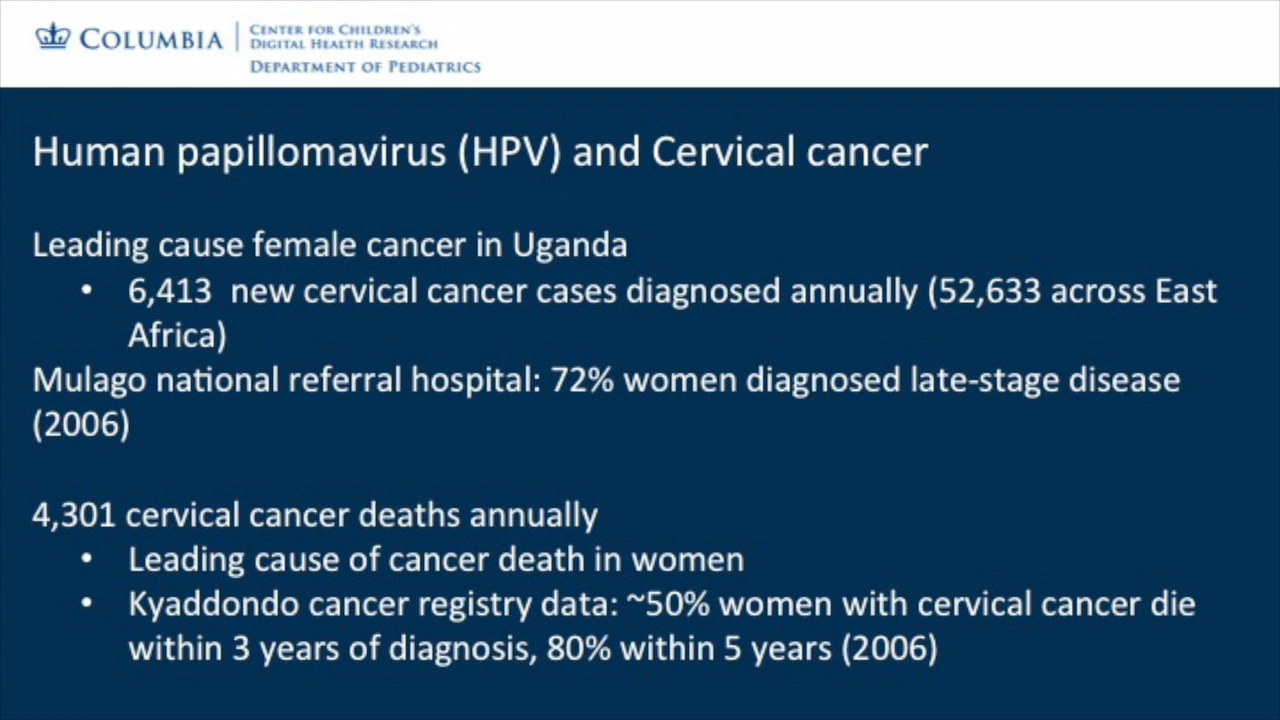 COLUMBIA
CENTER FOR CHILDREN'S
DIGITAL HEALTH RESEARCH
DEPARTMENT OF PEDIATRICS
Human papillomavirus (HPV) and Cervical cancer
Leading cause female cancer in Uganda
• 6,413  new cervical cancer cases diagnosed annually (52,633 across East
Africa)
Mulago national referral hospital: 72% women diagnosed late-stage disease
(2006)
4,301 cervical cancer deaths annually
• Leading cause of cancer death in women
• Kyaddondo cancer registry data: ~50% women with cervical cancer die
within 3 years of diagnosis, 80% within 5 years (2006)